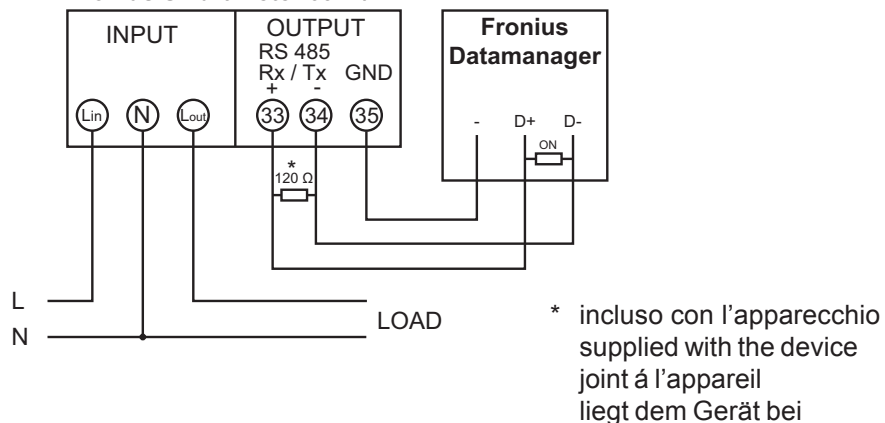 INPUT
OUTPUT
RS 485
Rx / Tx GND
+ -
Lin N Lout 33 34 35
Fronius
Datamanager
- D+ D-
ON
*
120 Ω
L
N
LOAD
* incluso con l’apparecchio
supplied with the device
joint á l’appareil
liegt dem Gerät bei